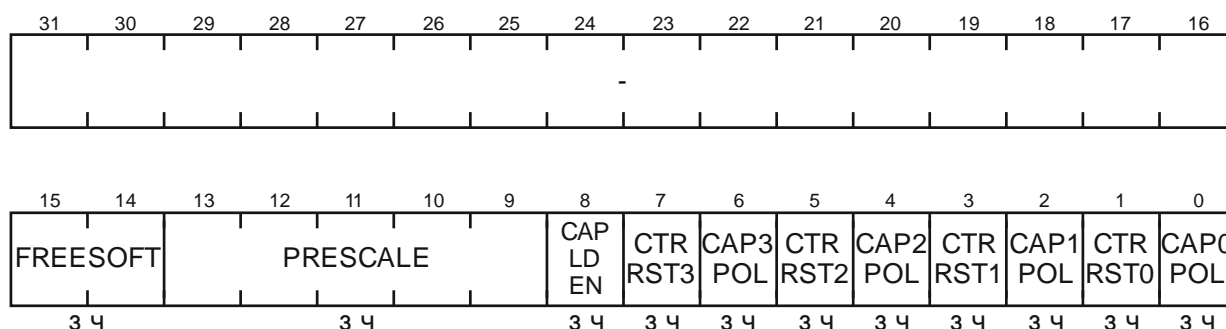 31 30 29 28 27 26 25 24 23 22 21 20 19 18 17 16
-
15 14 13 12 11 10 9 8 7 6 5 4 3 2 1 0
FREESOFT PRESCALE CAP LD EN CTR RST3 CAP3 POL CTR RST2 CAP2 POL CTR RST1 CAP1 POL CTR RST0 CAP0 POL
З Ч З Ч З Ч З Ч З Ч З Ч З Ч З Ч З Ч З Ч З Ч